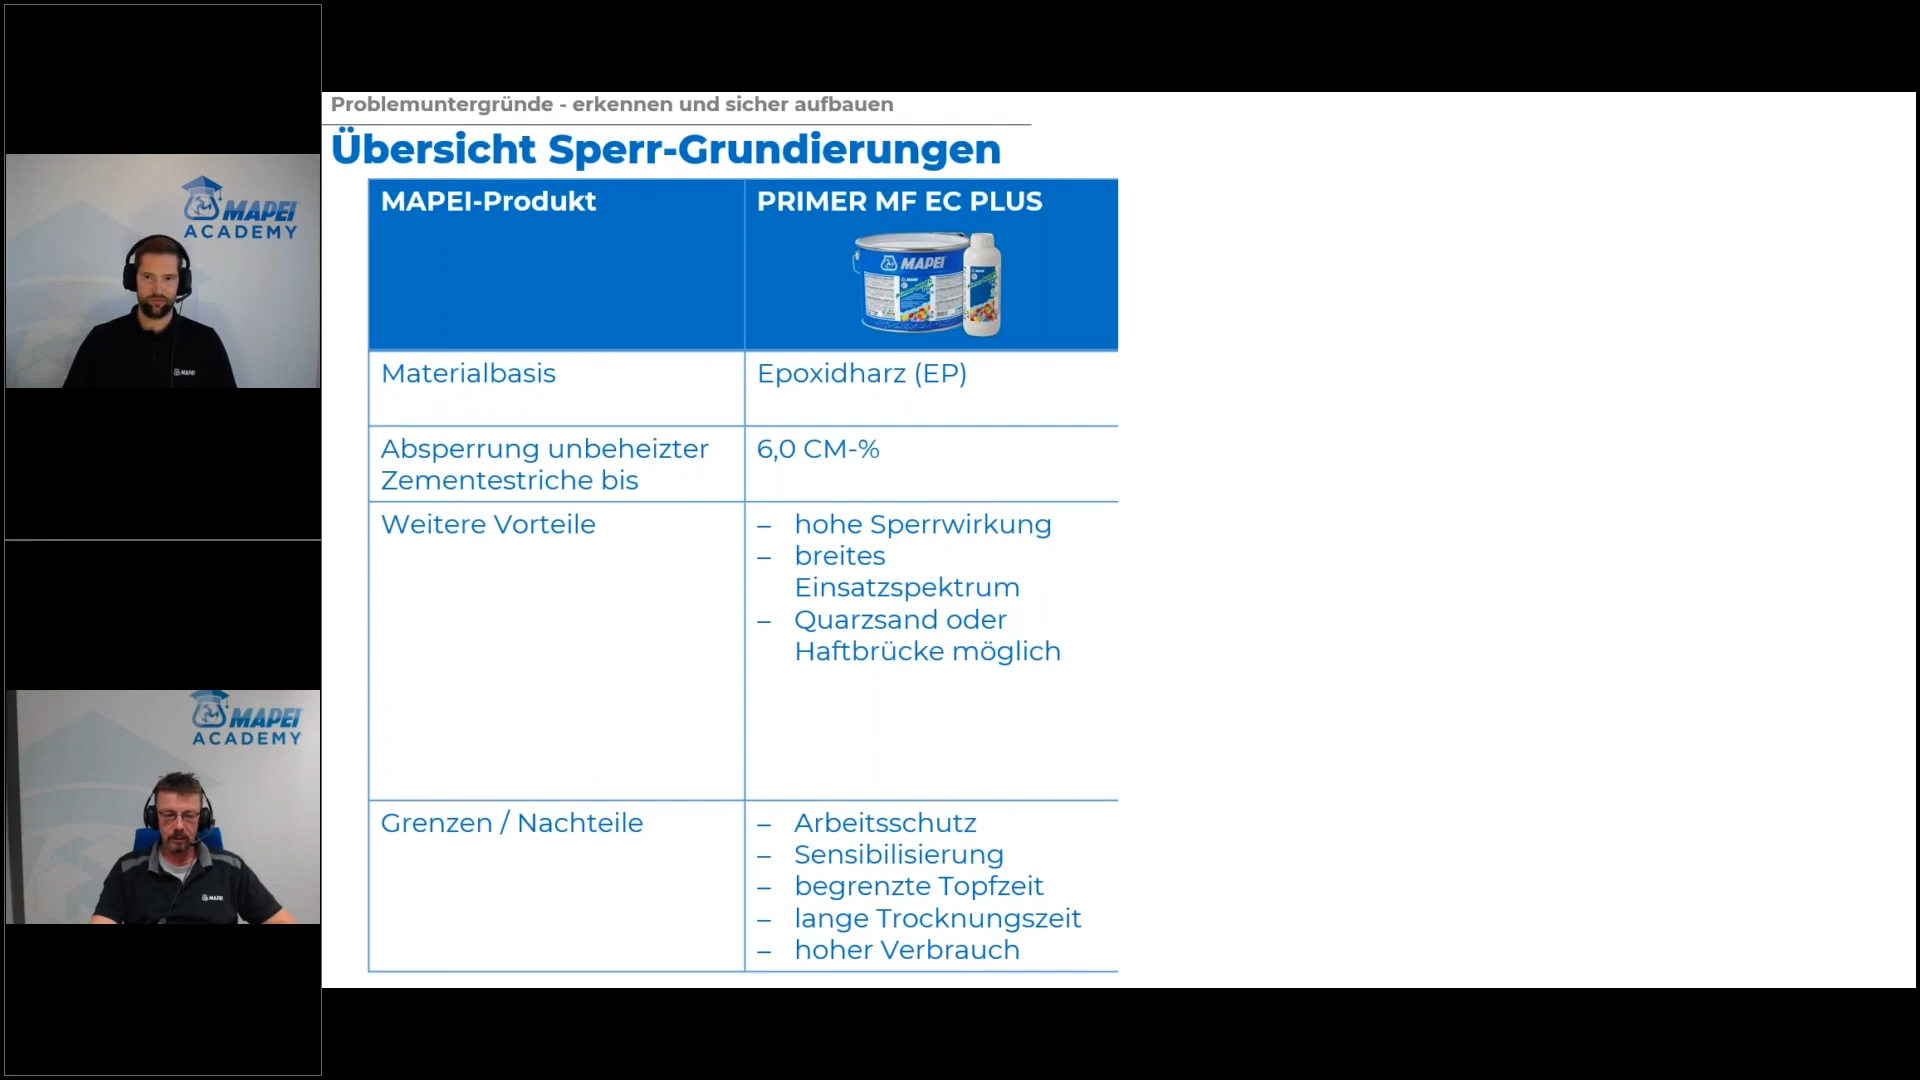 MAPEI
ACADEMY
MAPEI
MAPEI
ACADEMY
MAPEI
Problemuntergründe - erkennen und sicher aufbauen
Übersicht Sperr-Grundierungen
MAPEI-Produkt
PRIMER MF EC PLUS
MAPEI
Materialbasis
Epoxidharz (EP)
Absperrung unbeheizter
Zementestriche bis
6,0 CM-%
Weitere Vorteile
– hohe Sperrwirkung
– breites
Einsatzspektrum
– Quarzsand oder
Haftbrücke möglich
Grenzen / Nachteile
– Arbeitsschutz
– Sensibilisierung
– begrenzte Topfzeit
– lange Trocknungszeit
– hoher Verbrauch